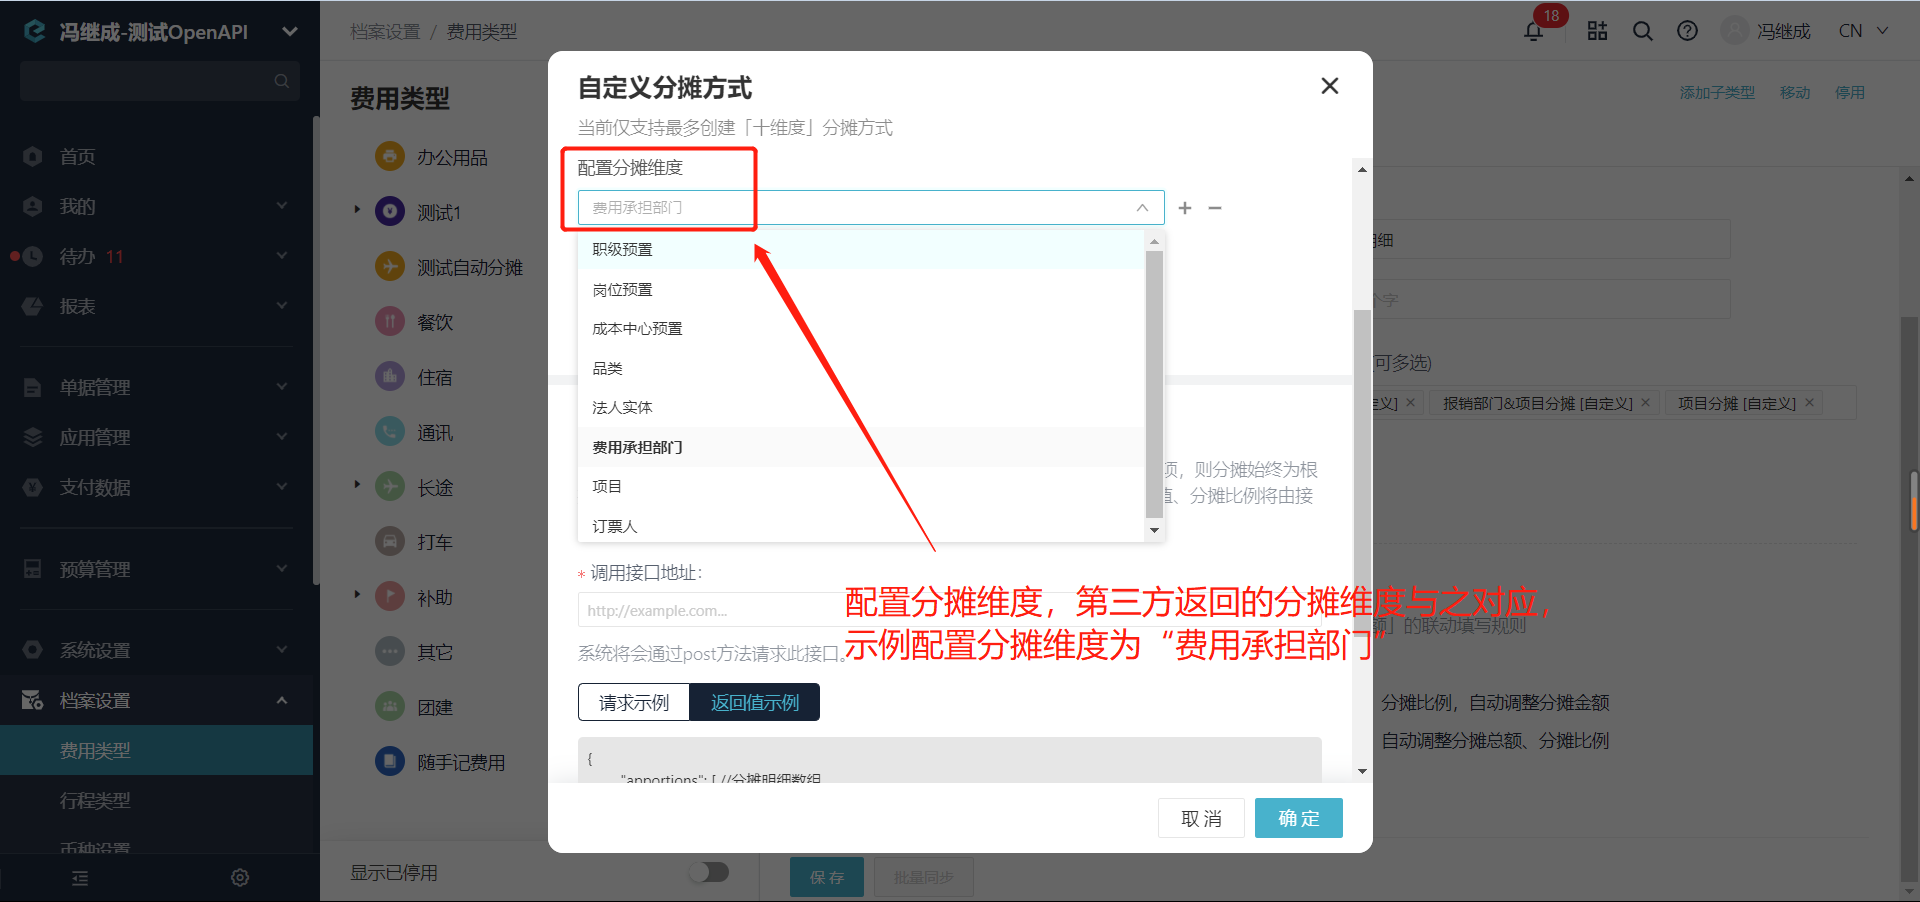 冯继成-测试OpenAPI
首页
我的
待办 11
报表
单据管理
应用管理
支付数据
预算管理
系统设置
档案设置
费用类型
行程类型
币种设置
档案设置 / 费用类型
18
冯继成
CN
费用类型
添加子类型 移动 停用
办公用品
测试1
测试自动分摊
餐饮
住宿
通讯
长途
打车
补助
其它
团建
随手记费用
显示已停用
保存
批量同步
自定义分摊方式
当前仅支持最多创建「十维度」分摊方式
配置分摊维度
费用承担部门
职级预置
岗位预置
成本中心预置
品类
法人实体
费用承担部门
项目
订票人
项，则分摊始终为根
值、分摊比例将由接
* 调用接口地址：
http://example.com...
系统将会通过post方法请求此接口。
请求示例
返回值示例
{
"apportions": [ //分摊明细数组
取消
确定
配置分摊维度，第三方返回的分摊维度与之对应，
示例配置分摊维度为“费用承担部门”
明细
个字
(可多选)
定义] ×
报销部门&项目分摊 [自定义] ×
项目分摊 [自定义] ×
额」的联动填写规则
分摊比例，自动调整分摊金额
自动调整分摊总额、分摊比例